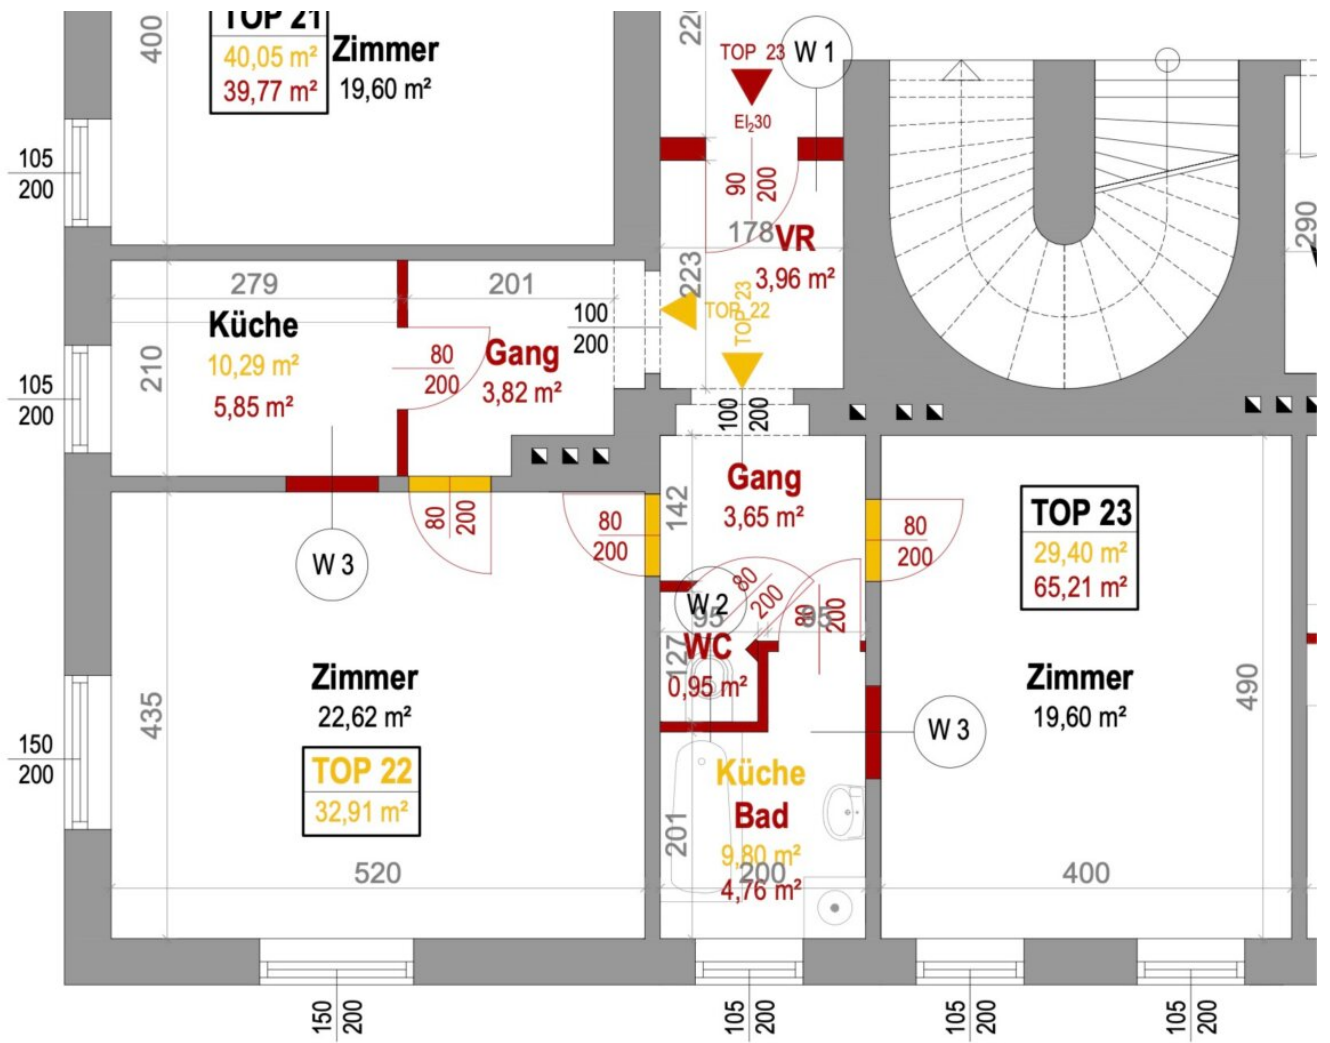 TOP 21
40,05 m²
39,77 m²
Zimmer
19,60 m²
400
220
TOP 23
W 1
EI₂30
90
200
178
VR
3,96 m²
223
TOP 22
TOP 23
290
105
200
279
201
Küche
10,29 m²
5,85 m²
210
80
200
Gang
3,82 m²
100
200
105
200
100
200
Gang
3,65 m²
142
80
200
80
200
80
200
W 3
TOP 23
29,40 m²
65,21 m²
W 2
80
200
80
200
95
95
WC
0,95 m²
127
Zimmer
22,62 m²
435
TOP 22
32,91 m²
150
200
Zimmer
19,60 m²
490
W 3
Küche
Bad
9,80 m²
4,76 m²
201
520
200
400
150
200
105
200
105
200
105
200